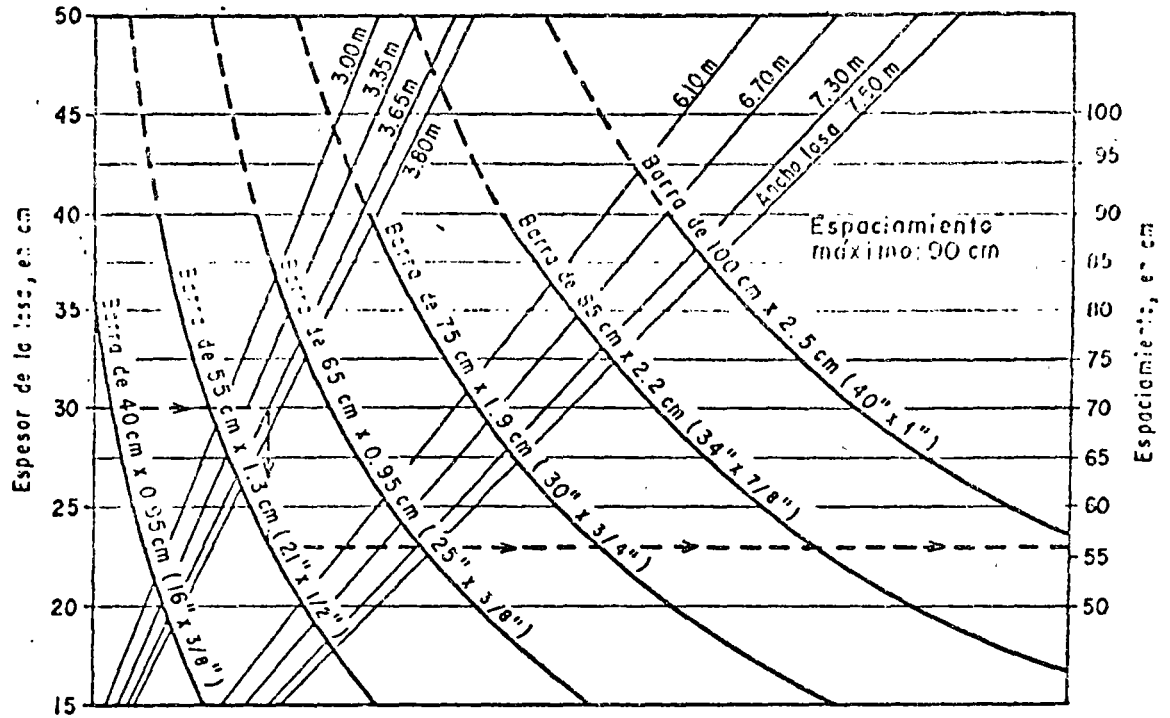 50
45
40
35
30
25
20
15
Espesor de la losa, en cm
3.00 m
3.35 m
3.65 m
3.80 m
6.10 m
6.70 m
7.30 m
Ancho losa 7.50 m
Espaciamiento
máximo: 90 cm
Barra de 40 cm x 0.95 cm (16" x 3/8")
Barra de 55 cm x 1.3 cm (21" x 1/2")
Barra de 65 cm x 0.95 cm (25" x 3/8")
Barra de 75 cm x 1.9 cm (30" x 3/4")
Barra de 85 cm x 2.2 cm (34" x 7/8")
Barra de 100 cm x 2.5 cm (40" x 1")
100
95
90
85
80
75
70
65
60
55
50
Espaciamiento, en cm